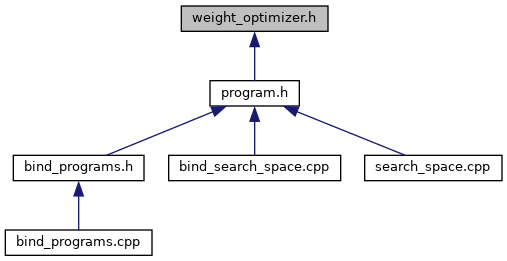 weight_optimizer.h
program.h
bind_programs.h
bind_search_space.cpp
search_space.cpp
bind_programs.cpp